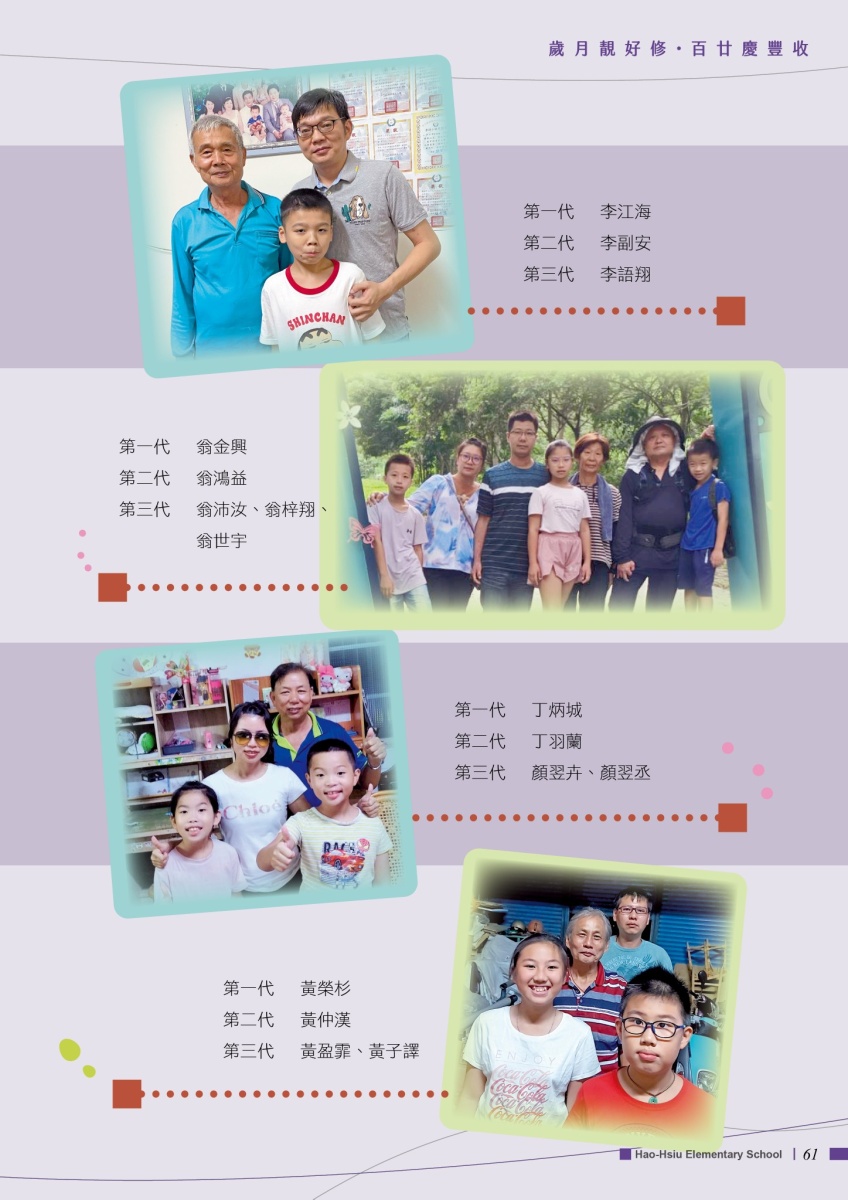 歲月靚好修・百廿慶豐收
第一代 李江海
第二代 李副安
第三代 李語翔
SHINCHAN
第一代 翁金興
第二代 翁鴻益
第三代 翁沛汝、翁梓翔、
翁世宇
第一代 丁炳城
第二代 丁羽蘭
第三代 顏翌卉、顏翌丞
Chloé
第一代 黃榮杉
第二代 黃仲漢
第三代 黃盈霏、黃子譯
ENJOY
Coca-Cola
Coca-Cola
Coca-Cola
Hao-Hsiu Elementary School | 61